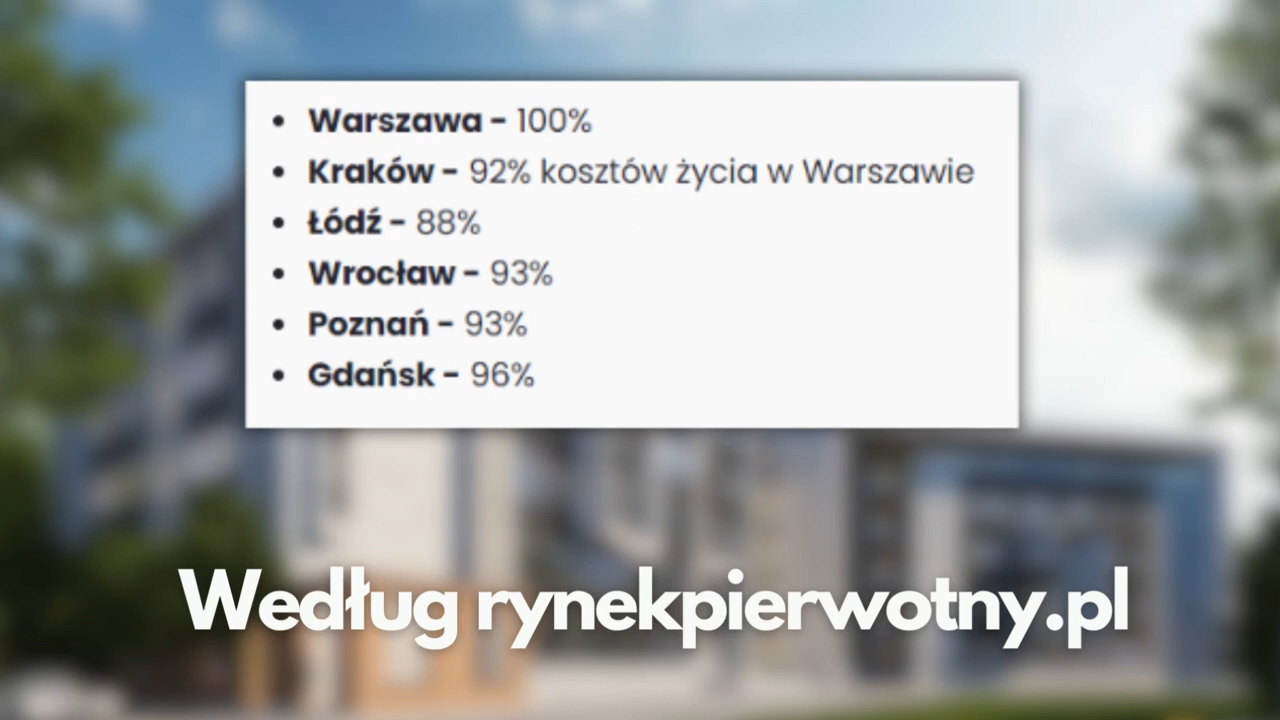 • Warszawa - 100%
• Kraków - 92% kosztów życia w Warszawie
• Łódź - 88%
• Wrocław - 93%
• Poznań - 93%
• Gdańsk - 96%
Według rynekpierwotny.pl